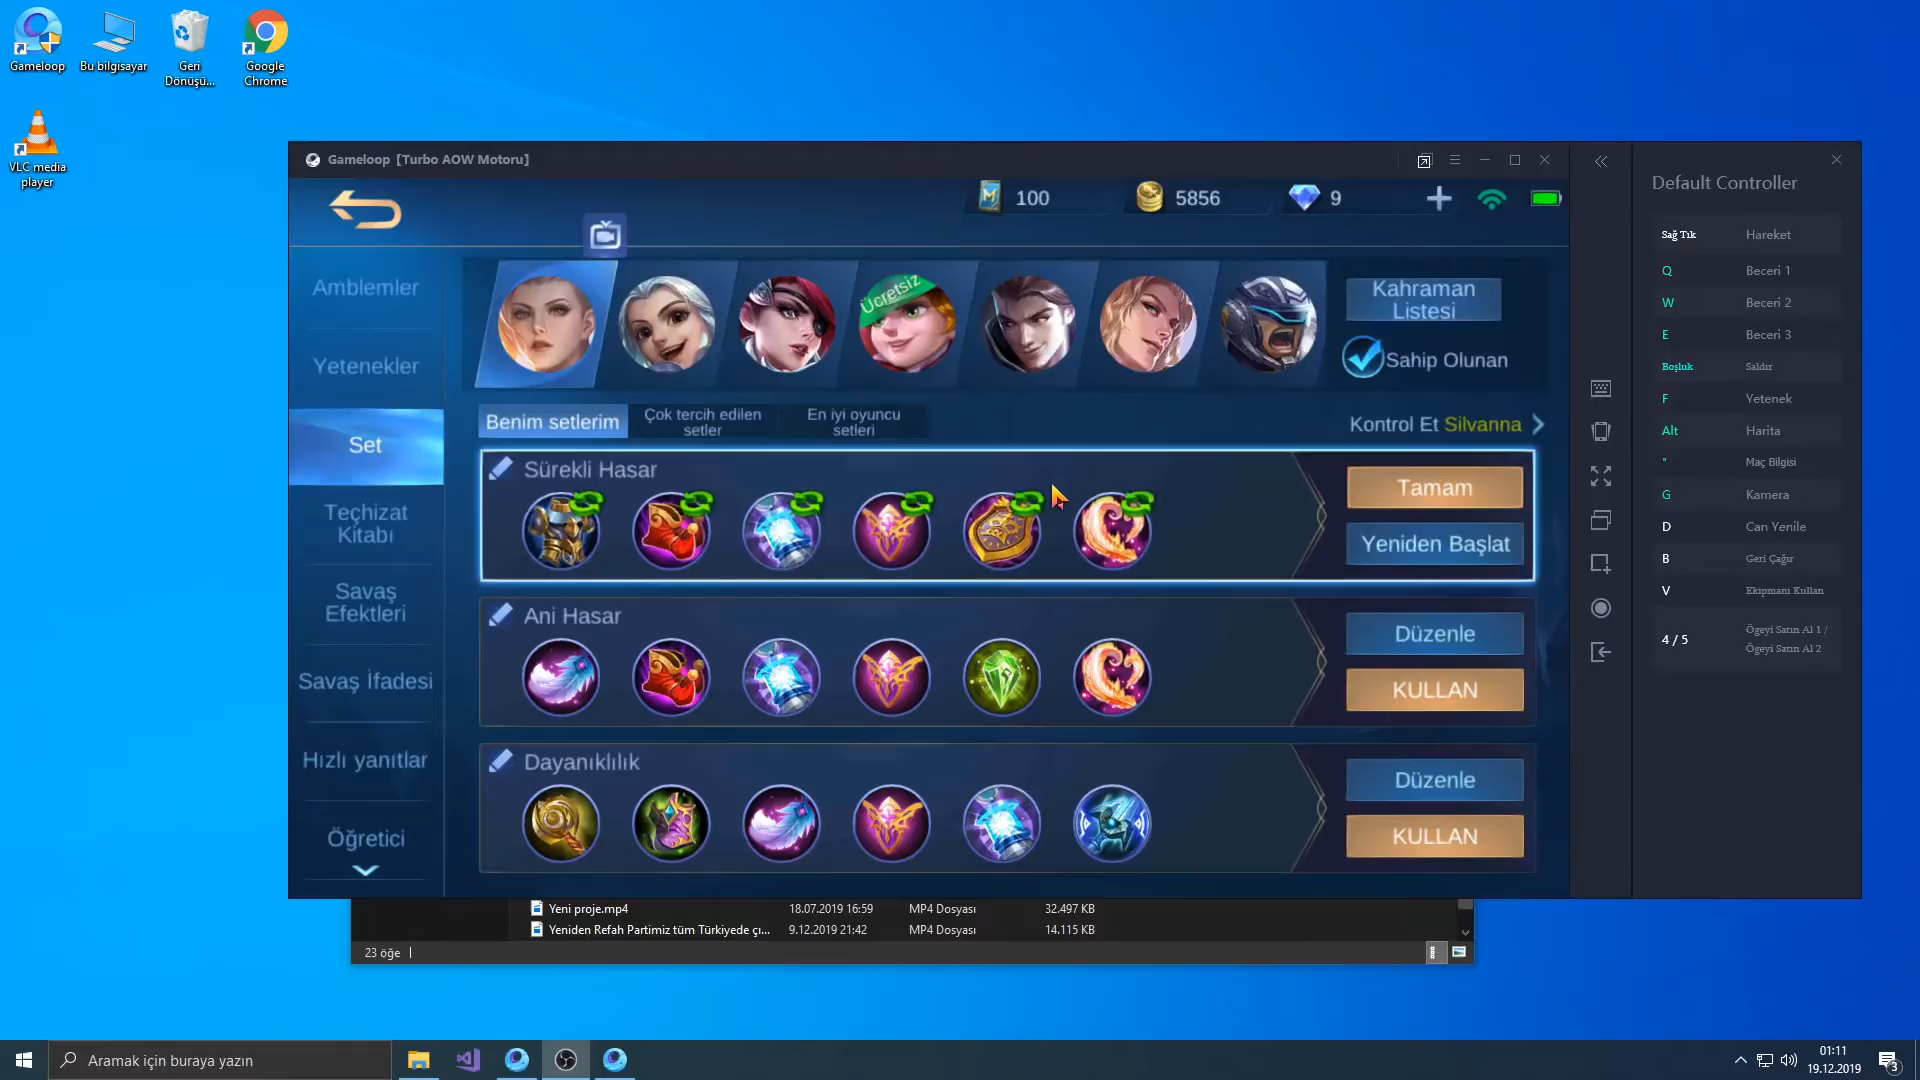 Gameloop
Bu bilgisayar
Geri
Dönüşü...
Google
Chrome
VLC media
player
Gameloop [Turbo AOW Motoru]
100
5856
9
Amblemler
Yetenekler
Set
Teçhizat
Kitabı
Savaş
Efektleri
Savaş İfadesi
Hızlı yanıtlar
Öğretici
Ücretsiz
Kahraman
Listesi
Sahip Olunan
Benim setlerim
Çok tercih edilen
setler
En iyi oyuncu
setleri
Kontrol Et Silvanna
Sürekli Hasar
Tamam
Yeniden Başlat
Ani Hasar
Düzenle
KULLAN
Dayanıklılık
Düzenle
KULLAN
Default Controller
Sağ Tık Hareket
Q Beceri 1
W Beceri 2
E Beceri 3
Boşluk Saldır
F Yetenek
Alt Harita
" Maç Bilgisi
G Kamera
D Can Yenile
B Geri Çağır
V Ekipmanı Kullan
4 / 5 Ögeyi Satın Al 1 /
Ögeyi Satın Al 2
Yeni proje.mp4 18.07.2019 16:59 MP4 Dosyası 32.497 KB
Yeniden Refah Partimiz tüm Türkiyede çı... 9.12.2019 21:42 MP4 Dosyası 14.115 KB
23 öğe
Aramak için buraya yazın
01:11
19.12.2019
3